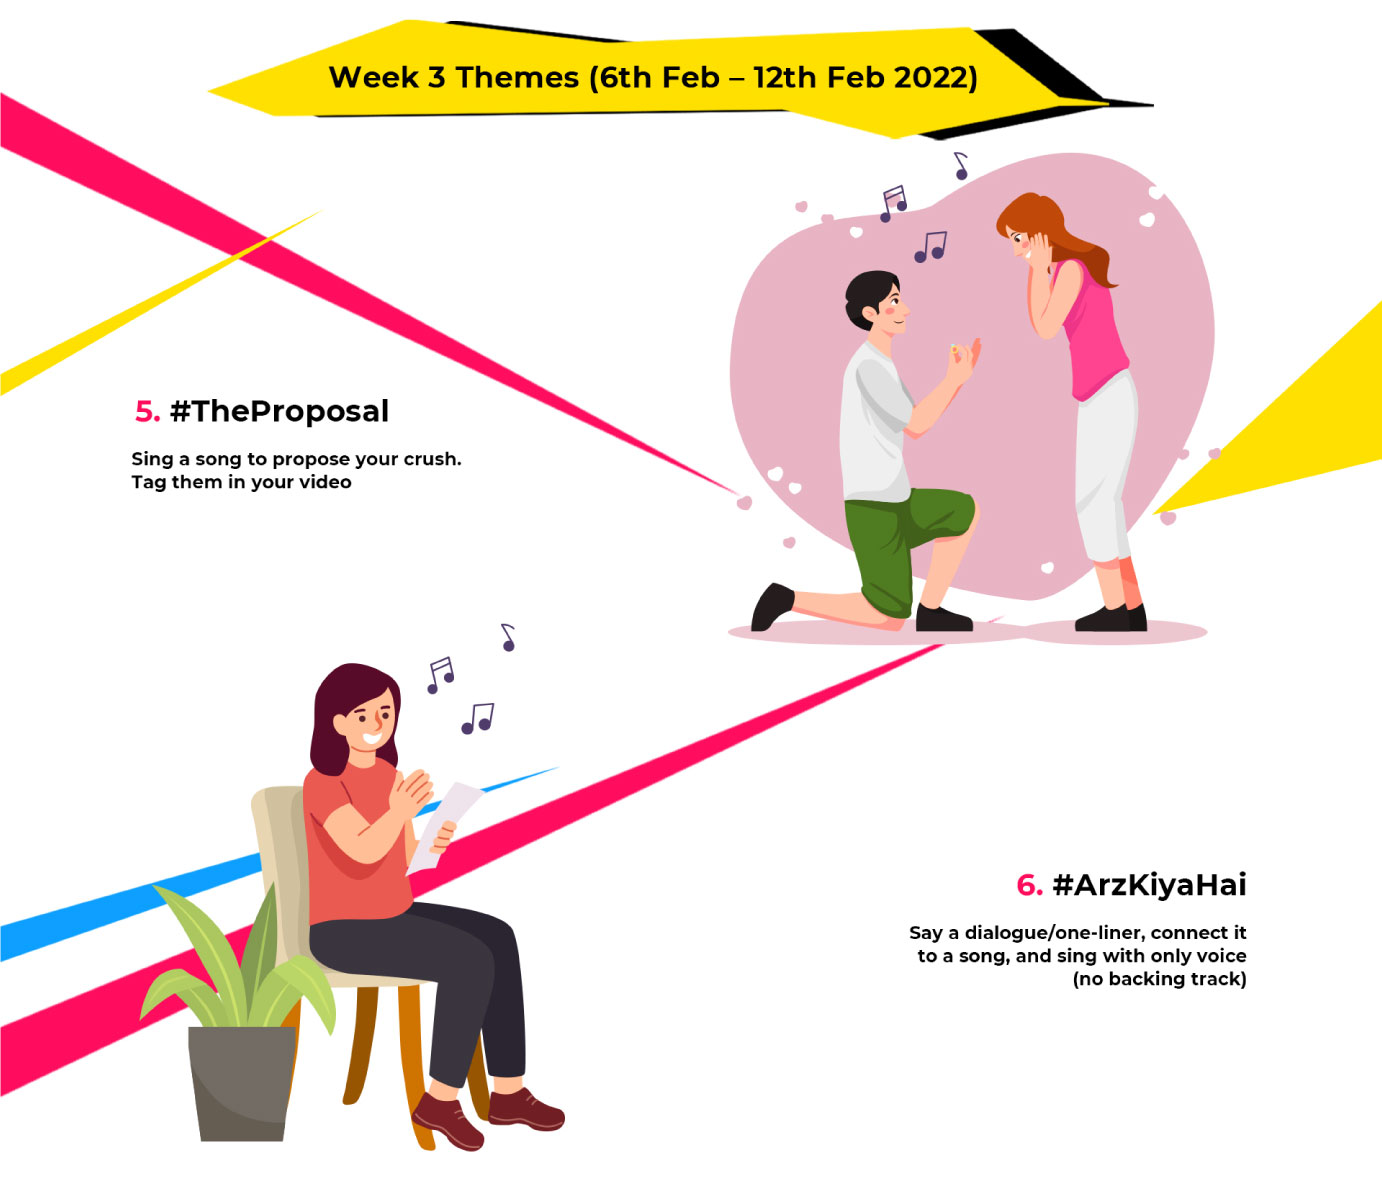 Week 3 Themes (6th Feb – 12th Feb 2022)
5. #TheProposal
Sing a song to propose your crush.
Tag them in your video
6. #ArzKiyaHai
Say a dialogue/one-liner, connect it
to a song, and sing with only voice
(no backing track)